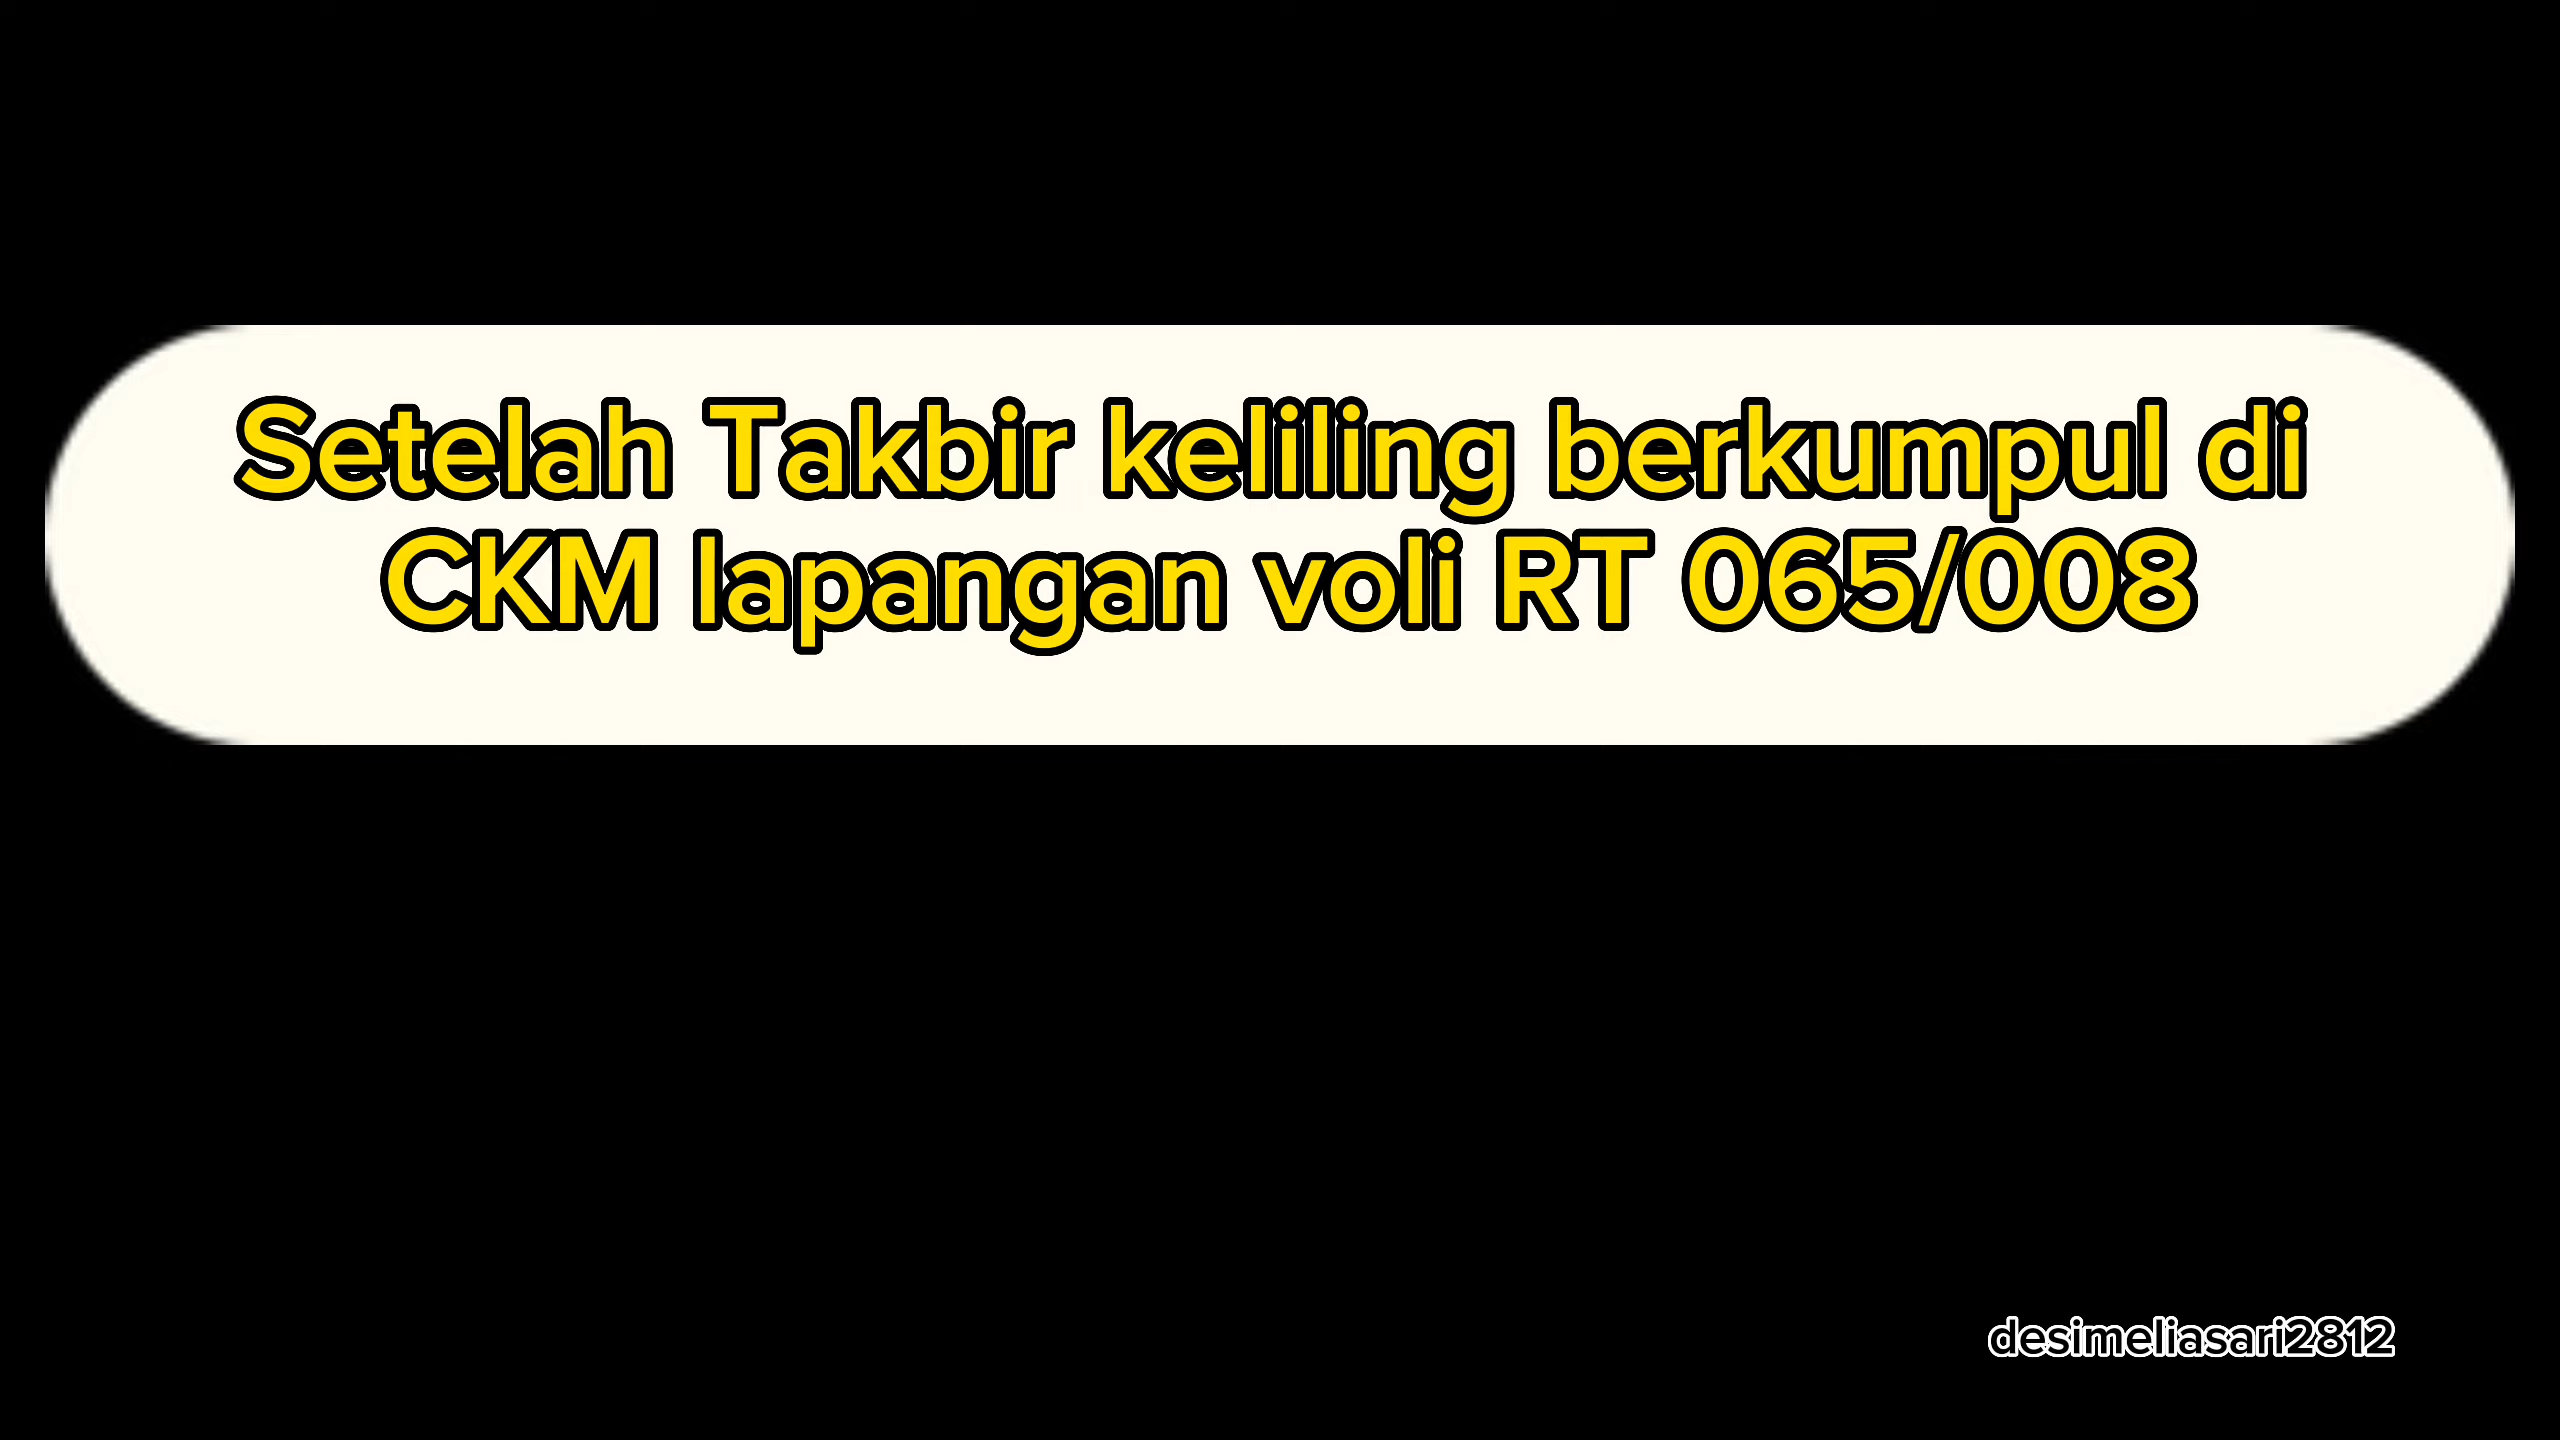 Setelah Takbir keliling berkumpul di
CKM lapangan voli RT 065/008
desimeliasari2812